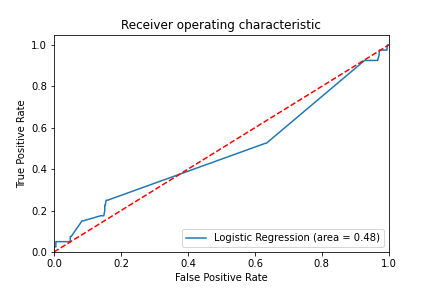 Receiver operating characteristic
True Positive Rate
1.0
0.8
0.6
0.4
0.2
0.0
Logistic Regression (area = 0.48)
0.0 0.2 0.4 0.6 0.8 1.0
False Positive Rate